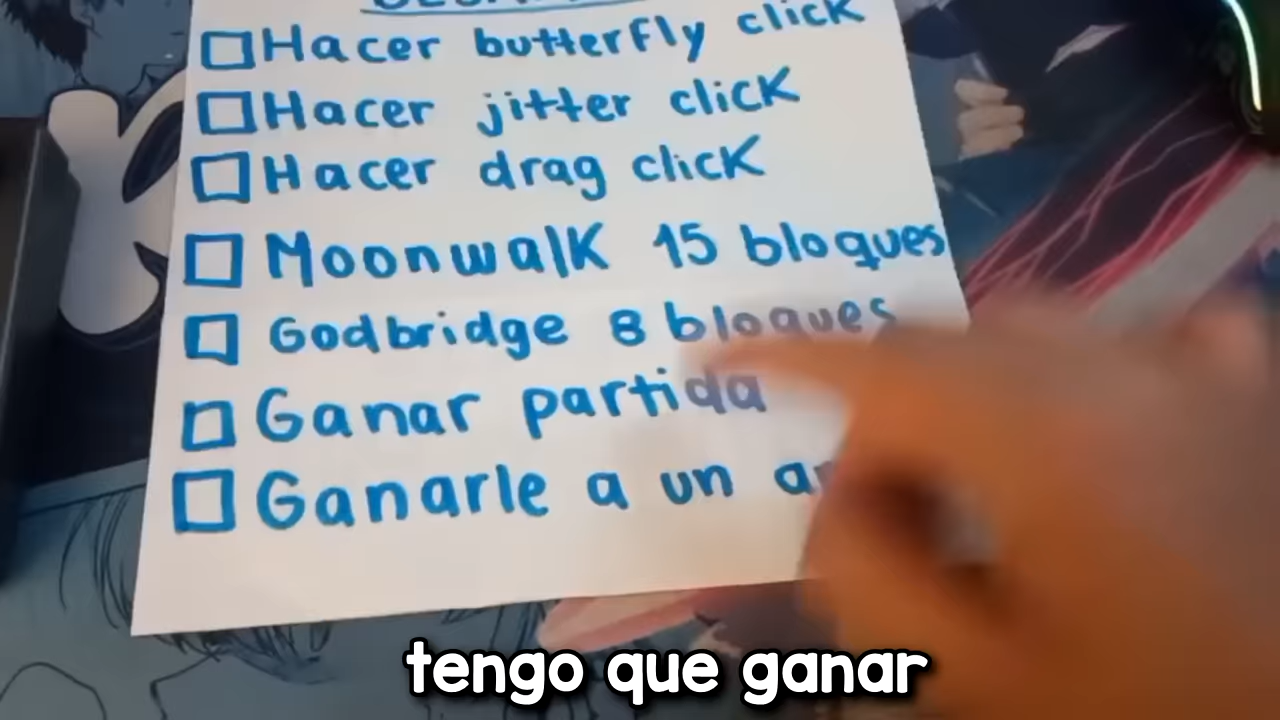 Hacer butterfly click
Hacer jitter click
Hacer drag click
Moonwalk 15 bloques
Godbridge 8 bloques
Ganar partida
Ganarle a un
tengo que ganar